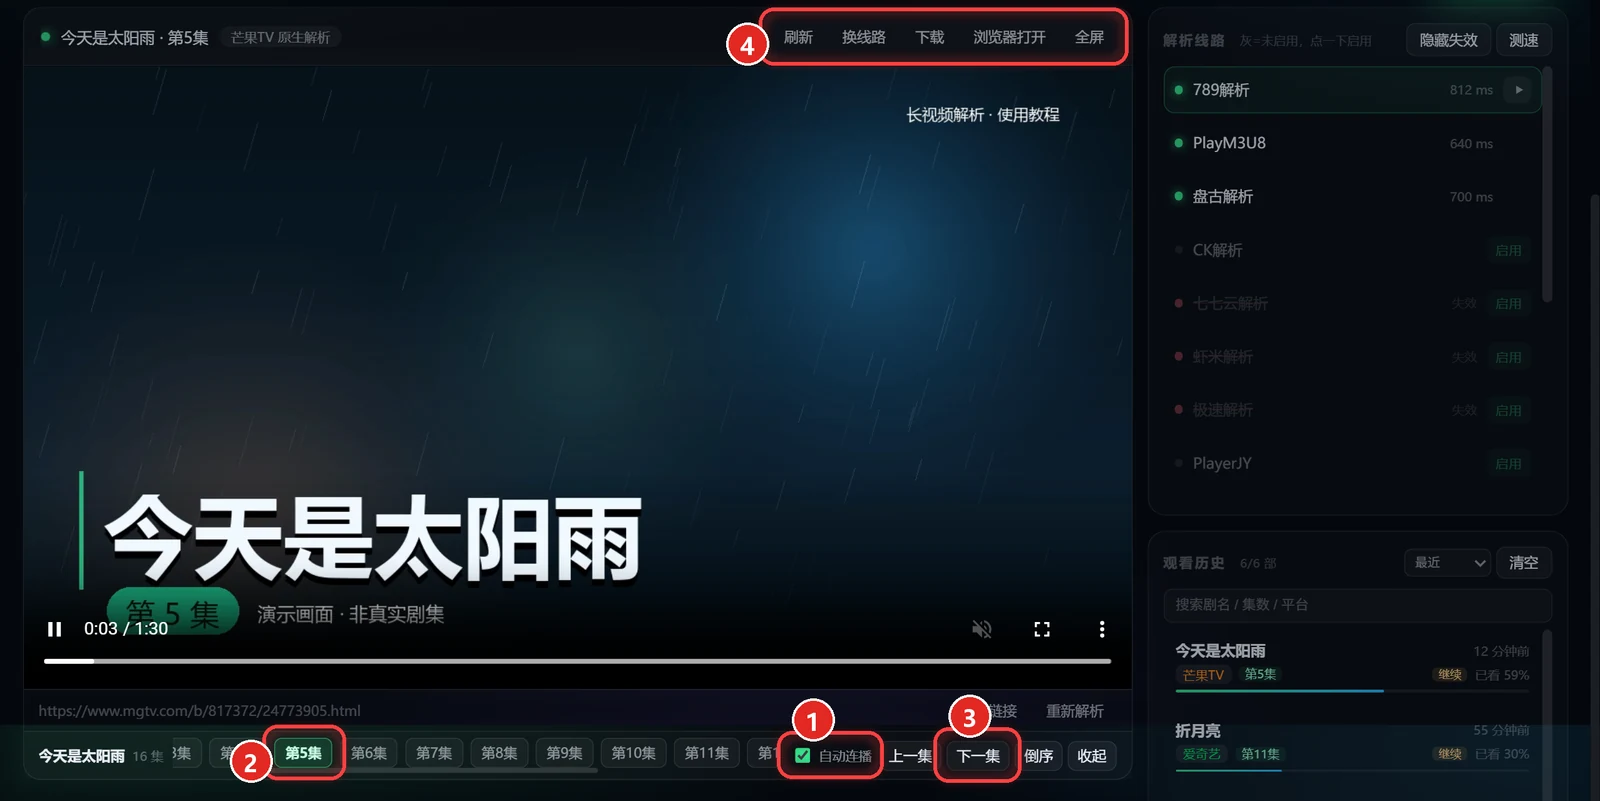 今天是太阳雨 · 第5集 芒果TV 原生解析
4 刷新 换线路 下载 浏览器打开 全屏
长视频解析 · 使用教程
今天是太阳雨
第 5 集 演示画面 · 非真实剧集
0:03 / 1:30
https://www.mgtv.com/b/817372/24773905.html
链接 重新解析
今天是太阳雨 16 集
集 2 第5集 第6集 第7集 第8集 第9集 第10集 第11集
1 自动连播 上一集 3 下一集 倒序 收起
解析线路 灰=未启用，点一下启用 隐藏失效 测速
789解析 812 ms
PlayM3U8 640 ms
盘古解析 700 ms
CK解析 启用
七七云解析 失效 启用
虾米解析 失效 启用
极速解析 失效 启用
PlayerJY 启用
观看历史 6/6 部 最近 清空
搜索剧名 / 集数 / 平台
今天是太阳雨 12 分钟前
芒果TV 第5集 继续 已看 59%
折月亮 55 分钟前
爱奇艺 第11集 继续 已看 30%